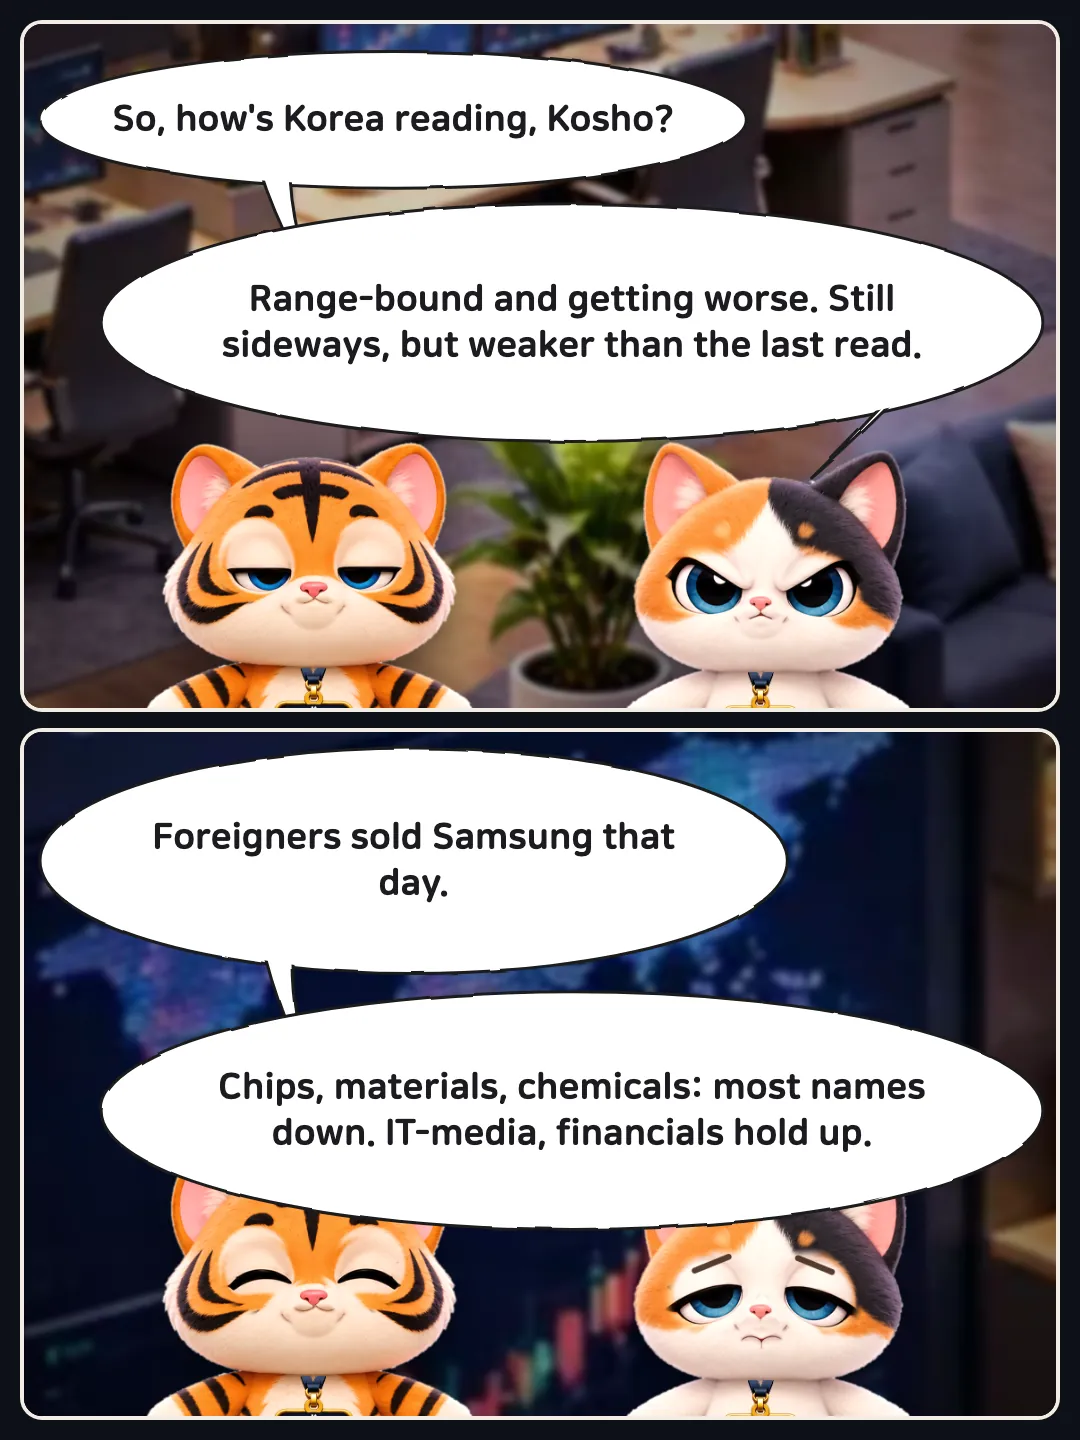 So, how's Korea reading, Kosho?
Range-bound and getting worse. Still
sideways, but weaker than the last read.
Foreigners sold Samsung that
day.
Chips, materials, chemicals: most names
down. IT-media, financials hold up.